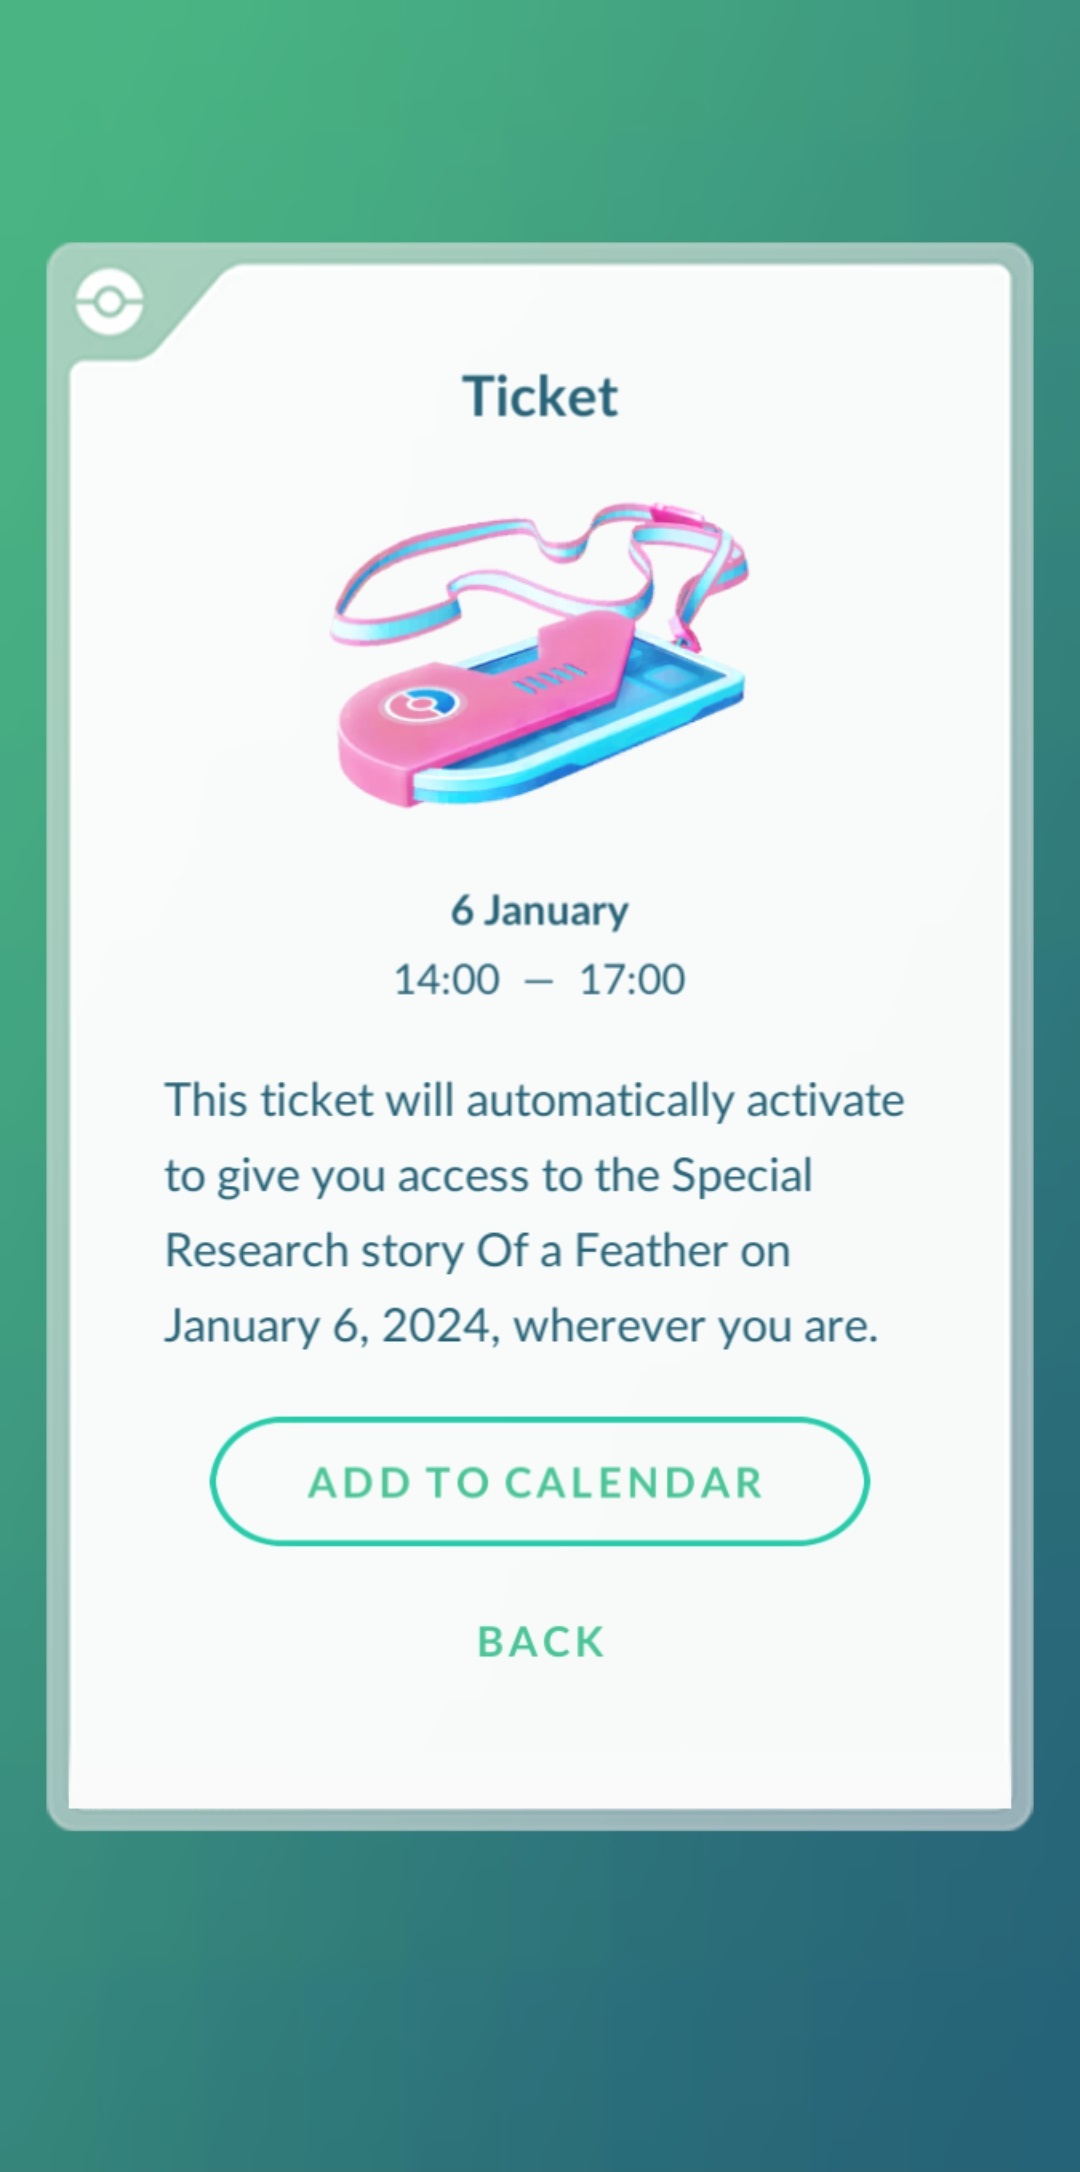 Ticket
6 January
14:00 — 17:00
This ticket will automatically activate
to give you access to the Special
Research story Of a Feather on
January 6, 2024, wherever you are.
ADD TO CALENDAR
BACK